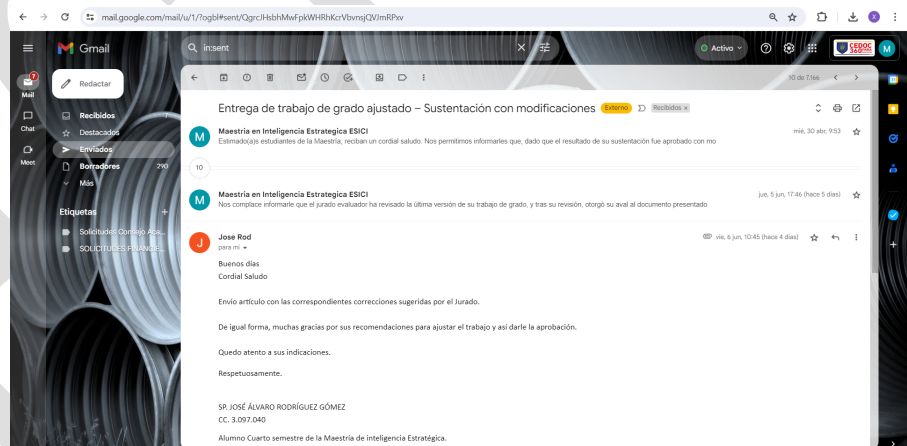 mail.google.com/mail/u/1/?ogbl#sent/QgrcJHsbhMwFpkWHRhKcrVbvnsjQVJmRPxv
Gmail
in:sent
Activo
CEDOC
360
M
9
Mail
Chat
Meet
Redactar
Recibidos 7
Destacados
Enviados
Borradores 290
Más
Etiquetas
Solicitudes Consejo Aca...
SOLICITUDES FINANCIE...
10 de 7.166
Entrega de trabajo de grado ajustado – Sustentación con modificaciones Externo Recibidos ×
M
Maestria en Inteligencia Estrategica ESICI mié, 30 abr, 9:53
Estimado(a)s estudiantes de la Maestría, reciban un cordial saludo. Nos permitimos informarles que, dado que el resultado de su sustentación fue aprobado con mo
10
M
Maestria en Inteligencia Estrategica ESICI jue, 5 jun, 17:46 (hace 5 días)
Nos complace informarle que el jurado evaluador ha revisado la última versión de su trabajo de grado, y tras su revisión, otorgó su aval al documento presentado
J
Jose Rod vie, 6 jun, 10:45 (hace 4 días)
para mí
Buenos días
Cordial Saludo
Envío artículo con las correspondientes correcciones sugeridas por el Jurado.
De igual forma, muchas gracias por sus recomendaciones para ajustar el trabajo y así darle la aprobación.
Quedo atento a sus indicaciones.
Respetuosamente.
SP. JOSÉ ÁLVARO RODRÍGUEZ GÓMEZ
CC. 3.097.040
Alumno Cuarto semestre de la Maestría de inteligencia Estratégica.